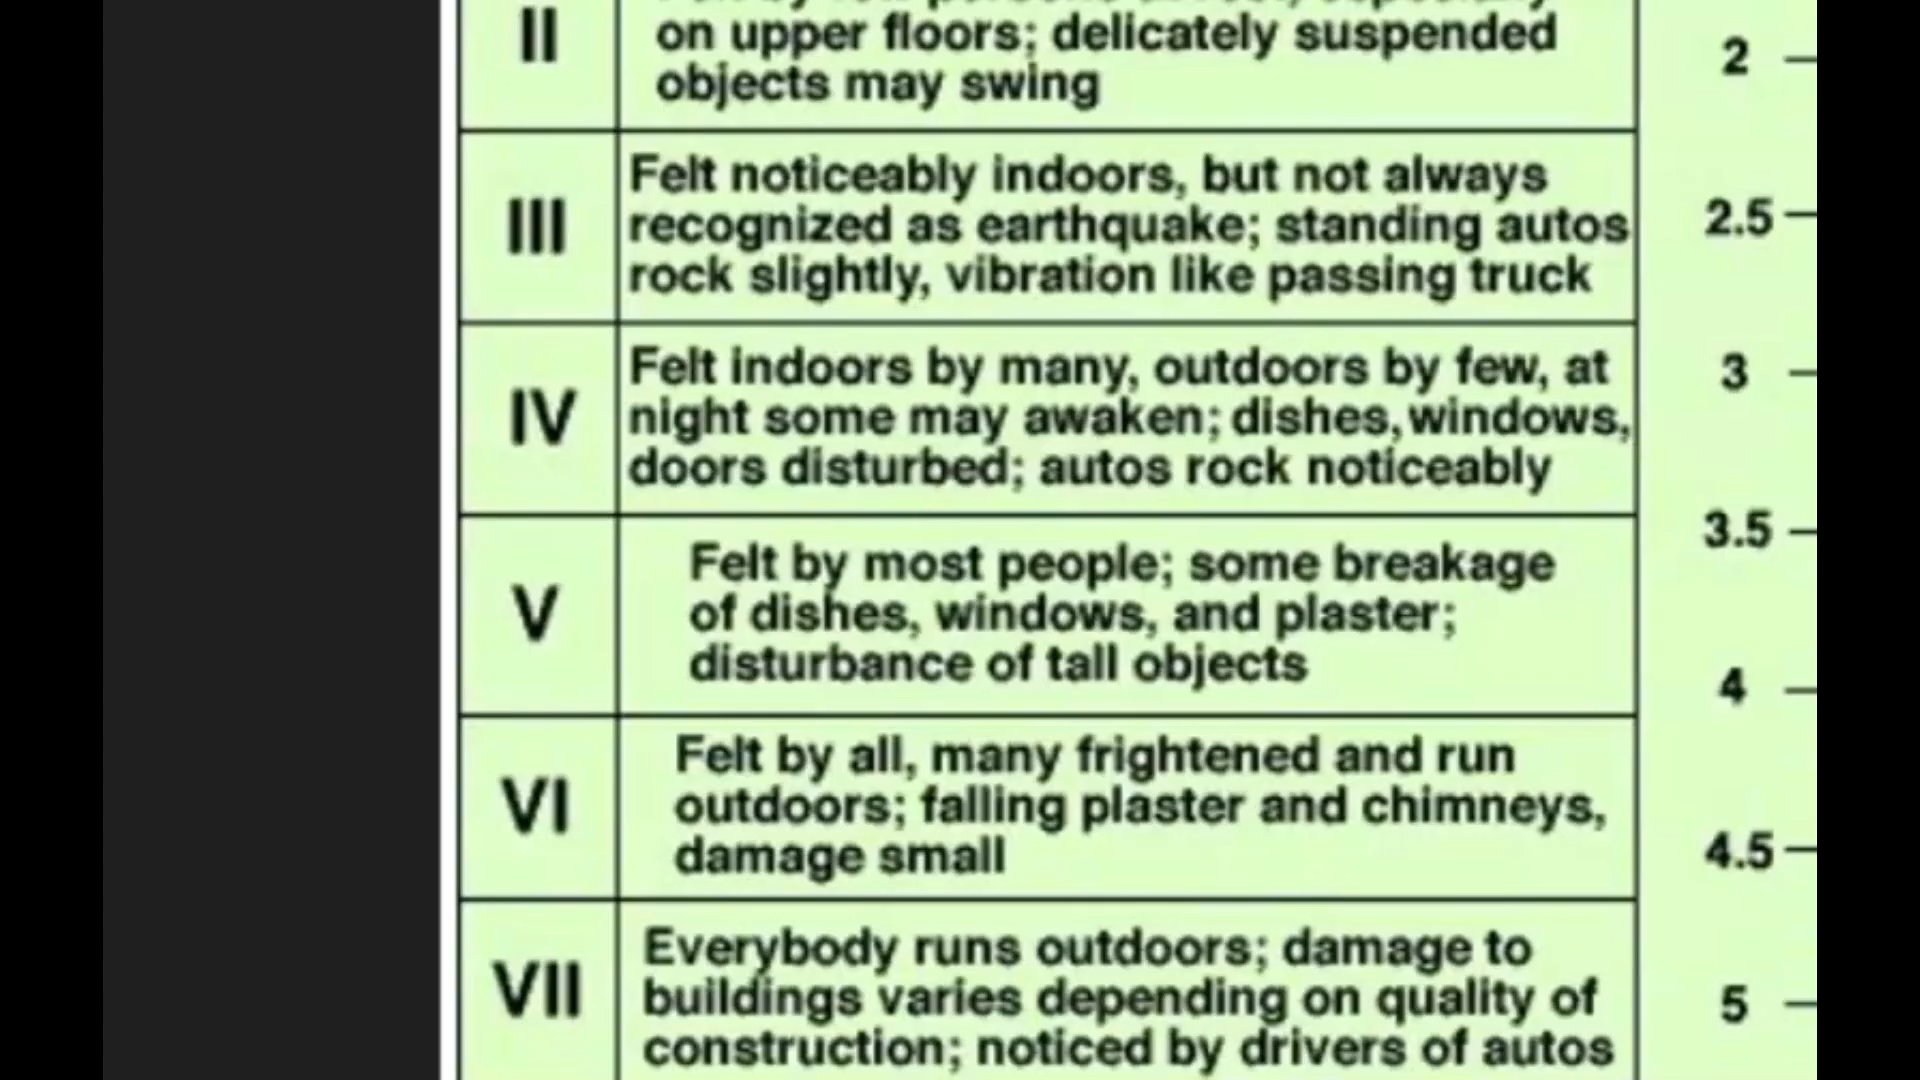 II
on upper floors; delicately suspended
objects may swing
2
III
Felt noticeably indoors, but not always
recognized as earthquake; standing autos
rock slightly, vibration like passing truck
2.5
IV
Felt indoors by many, outdoors by few, at
night some may awaken; dishes, windows,
doors disturbed; autos rock noticeably
3
3.5
V
Felt by most people; some breakage
of dishes, windows, and plaster;
disturbance of tall objects
4
VI
Felt by all, many frightened and run
outdoors; falling plaster and chimneys,
damage small
4.5
VII
Everybody runs outdoors; damage to
buildings varies depending on quality of
construction; noticed by drivers of autos
5